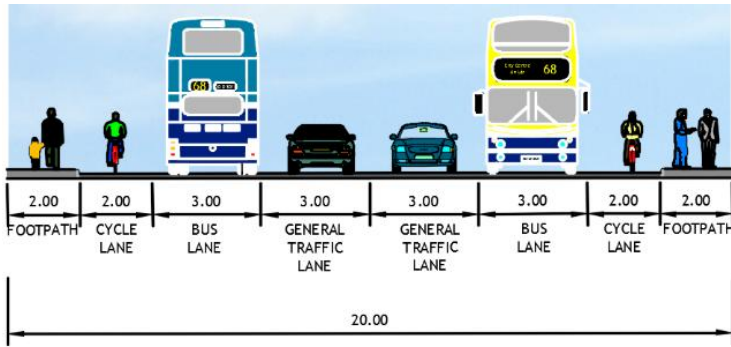 68
68
2.00 2.00 3.00 3.00 3.00 3.00 2.00 2.00
FOOTPATH CYCLE LANE BUS LANE GENERAL TRAFFIC LANE GENERAL TRAFFIC LANE BUS LANE CYCLE LANE FOOTPATH
20.00